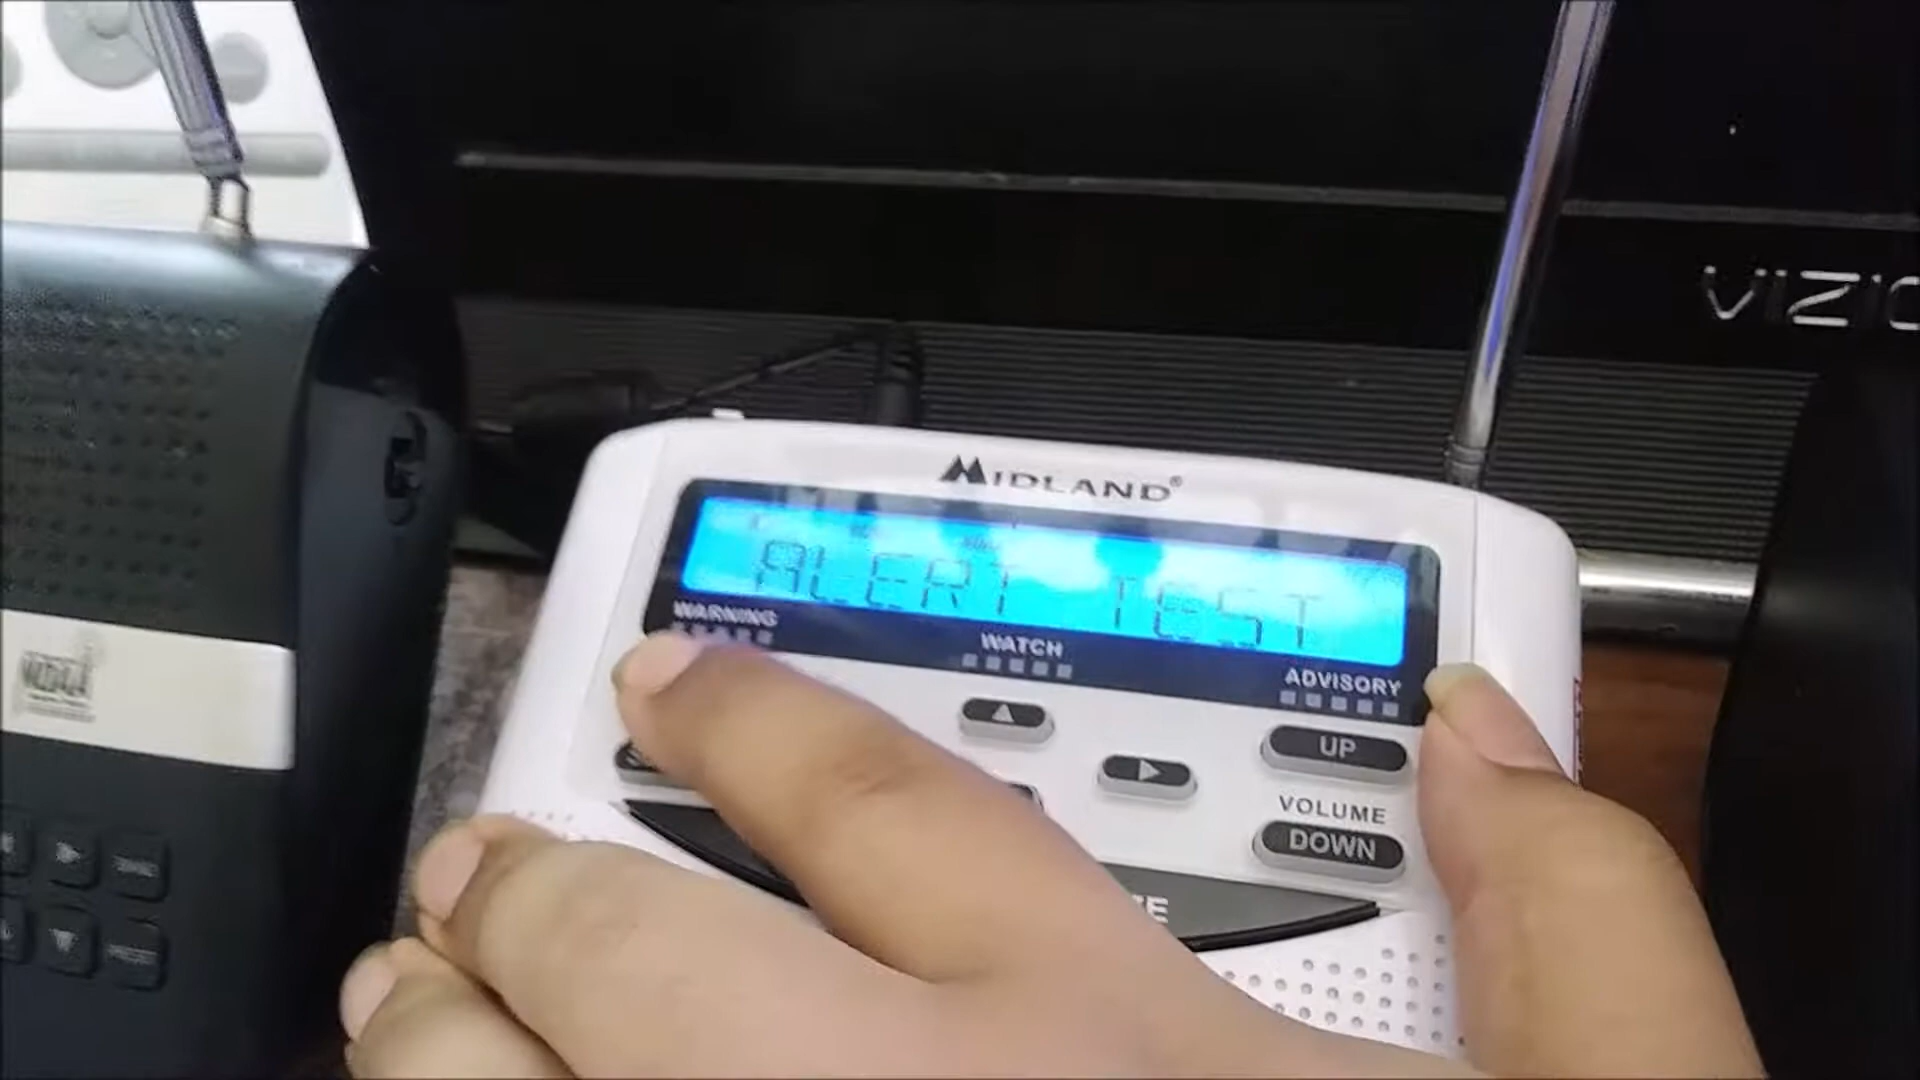 VIZIO
MIDLAND®
ALERT TEST
WARNING
WATCH
ADVISORY
UP
VOLUME
DOWN